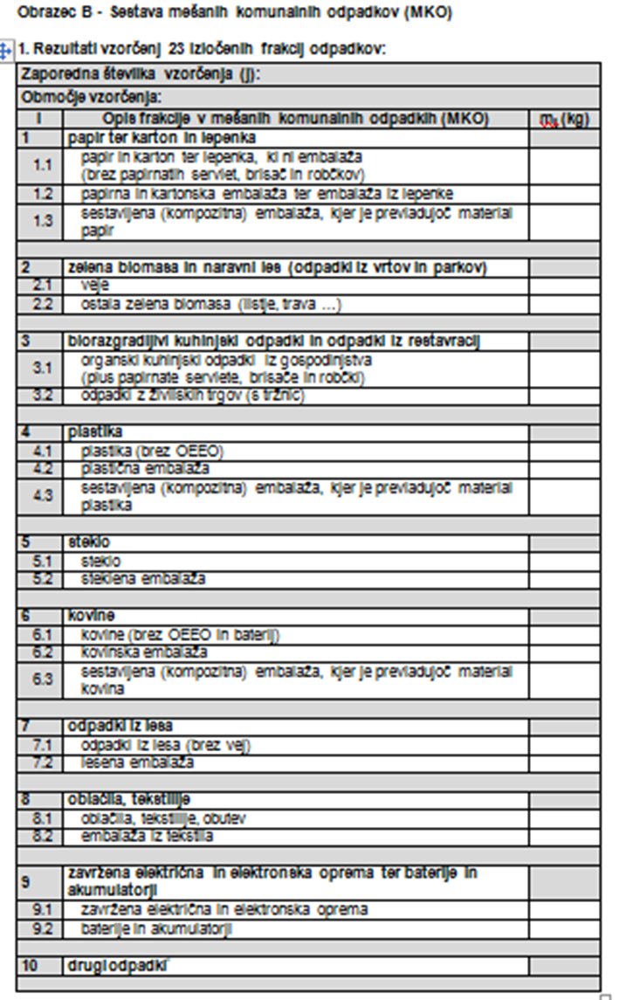 Obrazec B - Sestava mešanih komunalnih odpadkov (MKO)
1. Rezultati vzorčenj 23 izločenih frakcij odpadkov:
Zaporedna številka vzorčenja (j):
Območje vzorčenja:
i Opis frakcije v mešanih komunalnih odpadkih (MKO) (kg)
1 papir ter karton in lepenka
1.1 papir in karton ter lepenka, ki ni embalaža
(brez papirnatih serviet, brisač in robčkov)
1.2 papirna in kartonska embalaža ter embalaža iz lepenke
1.3 sestavljena (kompozitna) embalaža, kjer je prevladujoč material
papir
2 zelena biomasa in naravni les (odpadki iz vrtov in parkov)
2.1 veje
2.2 ostala zelena biomasa (listje, trava ...)
3 biorazgradljivi kuhinjski odpadki in odpadki iz restavracij
3.1 organski kuhinjski odpadki iz gospodinjstva
(plus papirnate serviete, brisače in robčki)
3.2 odpadki z živilskih trgov (s tržnic)
4 plastika
4.1 plastika (brez OEEO)
4.2 plastična embalaža
4.3 sestavljena (kompozitna) embalaža, kjer je prevladujoč material
plastika
5 steklo
5.1 steklo
5.2 steklena embalaža
6 kovine
6.1 kovine (brez OEEO in baterij)
6.2 kovinska embalaža
6.3 sestavljena (kompozitna) embalaža, kjer je prevladujoč material
kovina
7 odpadki iz lesa
7.1 odpadki iz lesa (brez vej)
7.2 lesena embalaža
8 oblačila, tekstilije
8.1 oblačila, tekstilije, obutev
8.2 embalaža iz tekstila
9 zavržena električna in elektronska oprema ter baterije in
akumulatorji
9.1 zavržena električna in elektronska oprema
9.2 baterije in akumulatorji
10 drugi odpadki